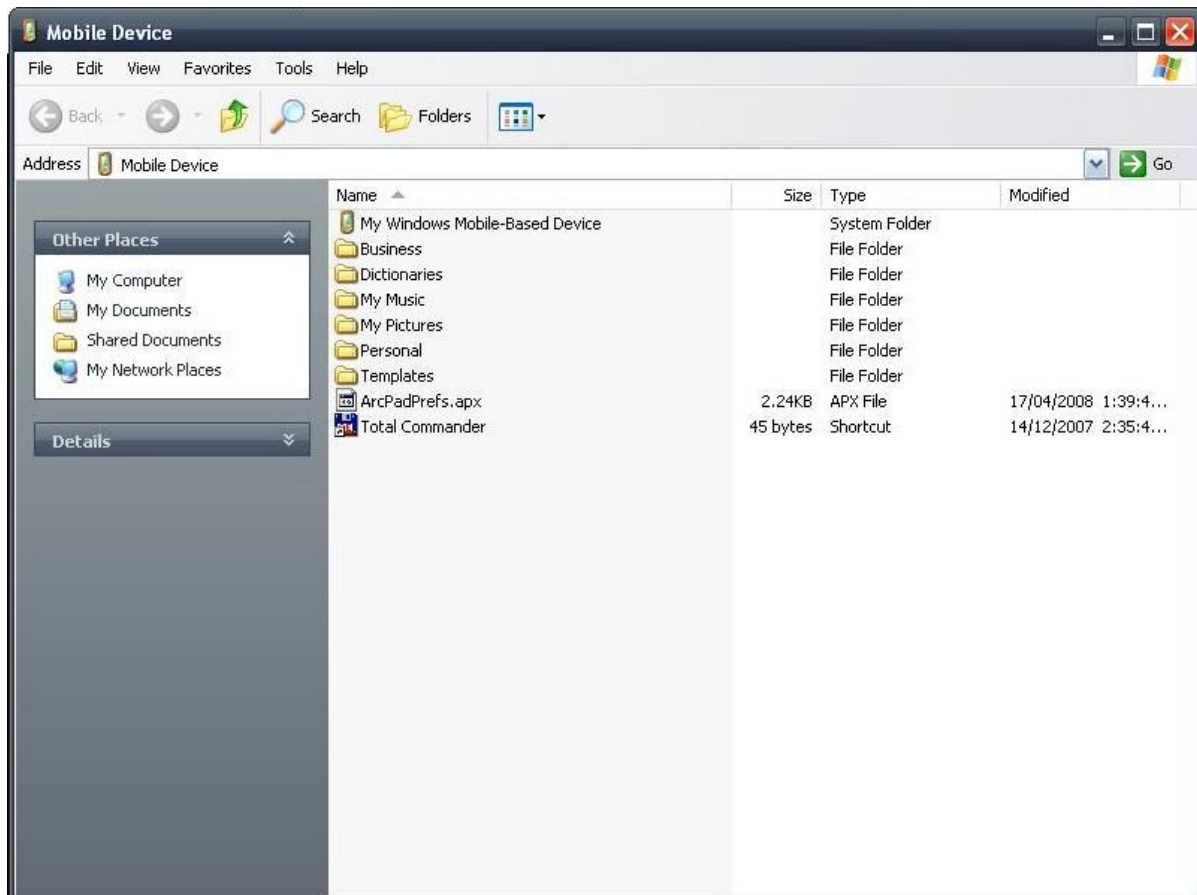 Mobile Device
File Edit View Favorites Tools Help
Back Search Folders
Address Mobile Device Go
Name Size Type Modified
Other Places
My Computer
My Documents
Shared Documents
My Network Places
Details
My Windows Mobile-Based Device System Folder
Business File Folder
Dictionaries File Folder
My Music File Folder
My Pictures File Folder
Personal File Folder
Templates File Folder
ArcPadPrefs.apx 2.24KB APX File 17/04/2008 1:39:4...
Total Commander 45 bytes Shortcut 14/12/2007 2:35:4...